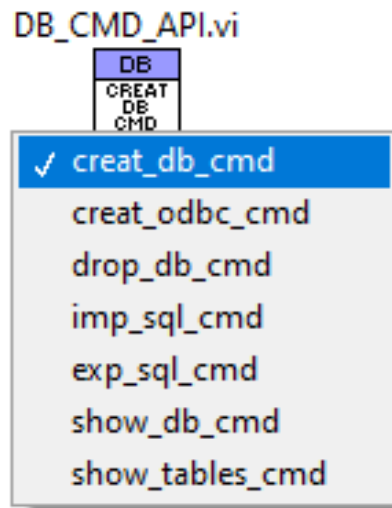 DB_CMD_API.vi
DB
CREAT
DB
CMD
✓ creat_db_cmd
creat_odbc_cmd
drop_db_cmd
imp_sql_cmd
exp_sql_cmd
show_db_cmd
show_tables_cmd